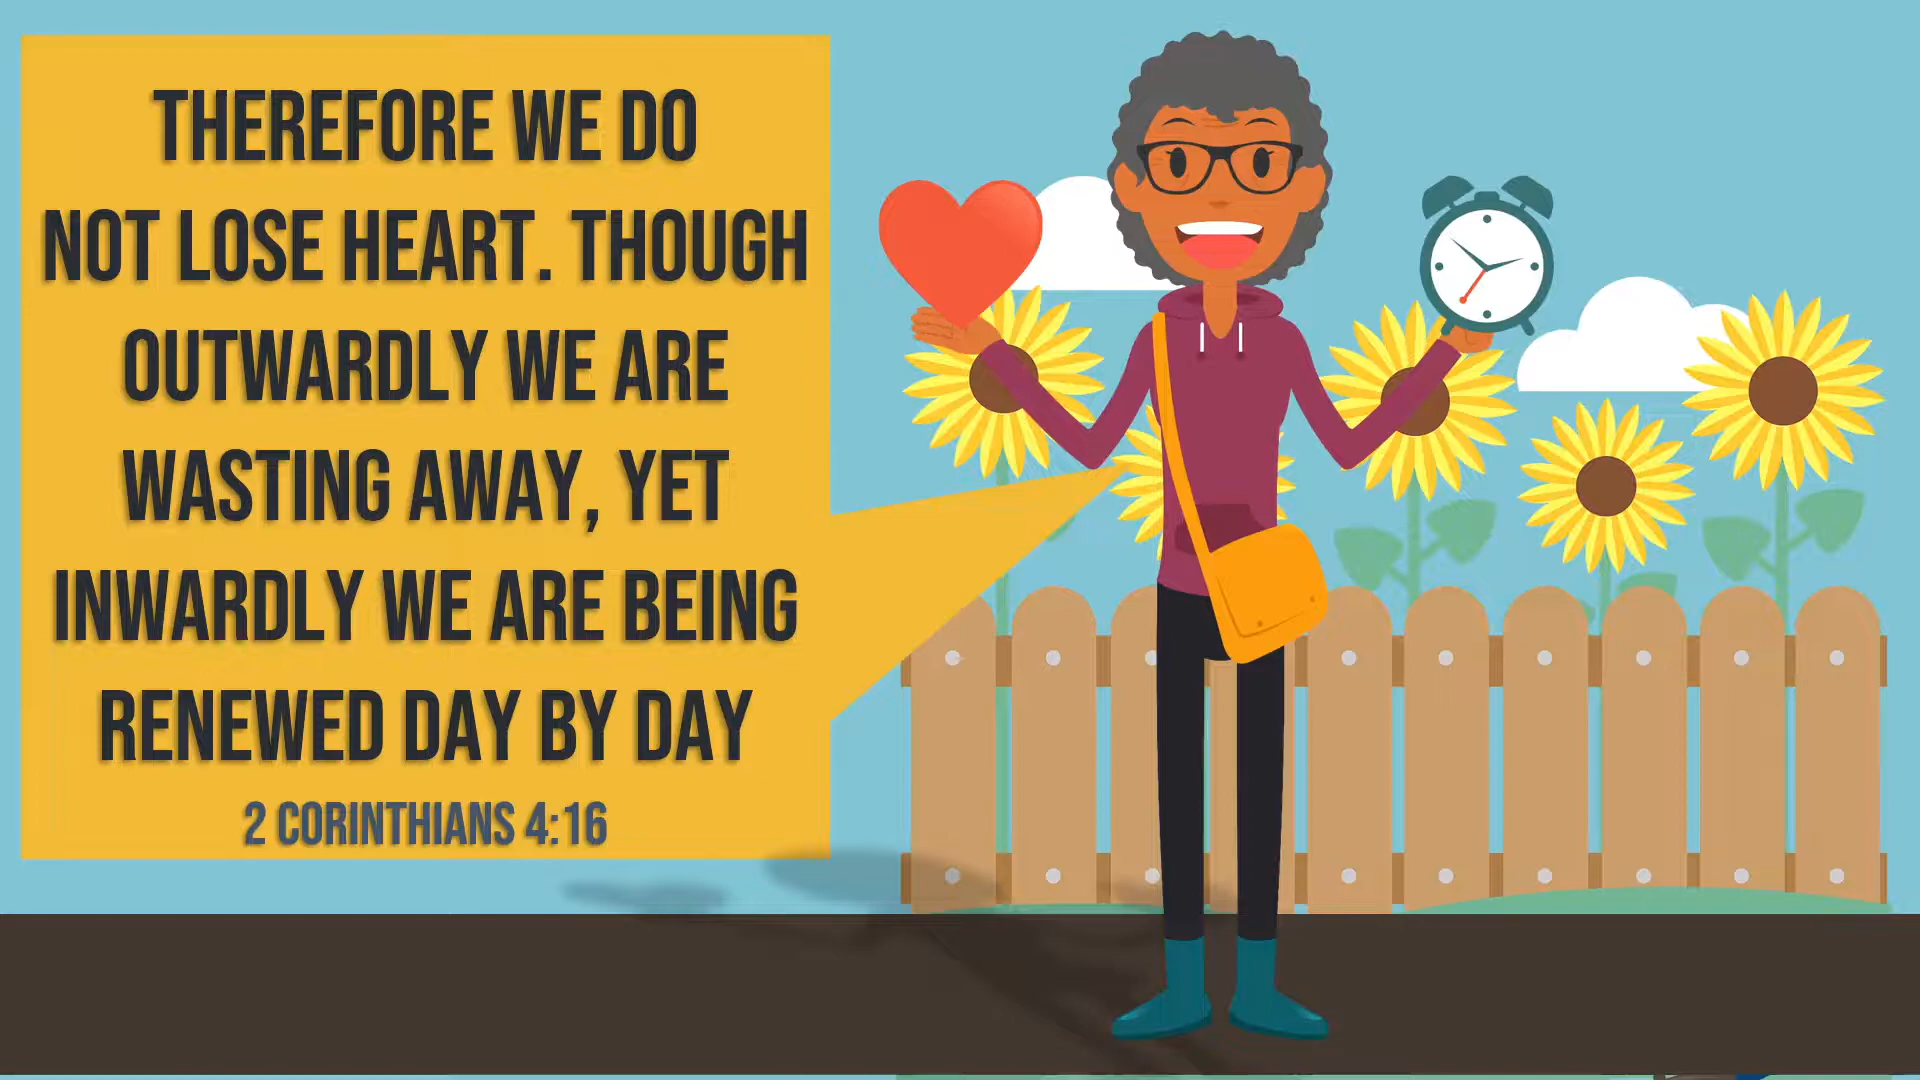 THEREFORE WE DO
NOT LOSE HEART. THOUGH
OUTWARDLY WE ARE
WASTING AWAY, YET
INWARDLY WE ARE BEING
RENEWED DAY BY DAY
2 CORINTHIANS 4:16